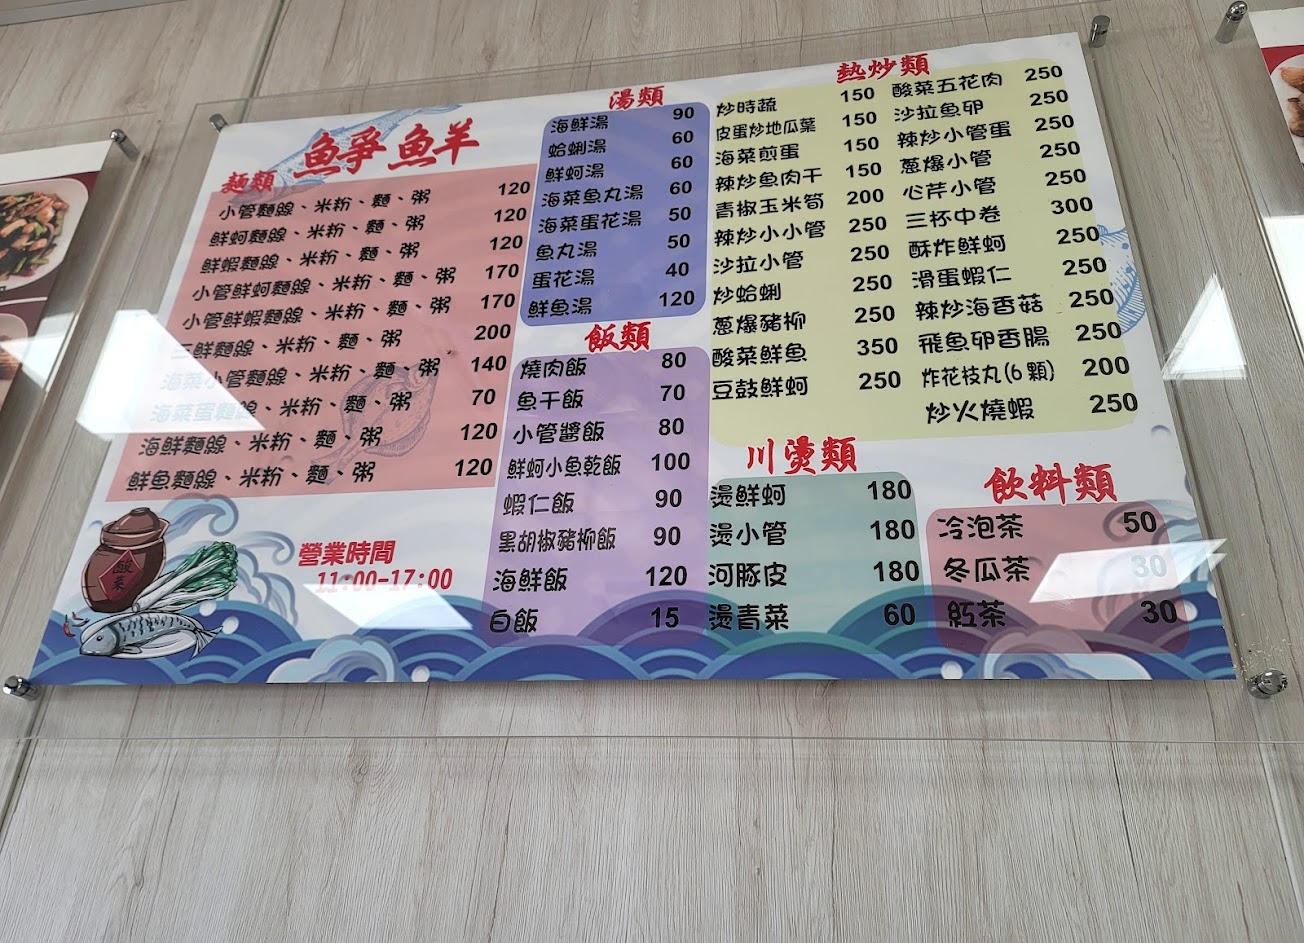 鯚鮮
麵類
小管麵線、米粉、麵、粥 120
鮮蚵麵線、米粉、麵、粥 120
鮮蝦麵線、米粉、麵、粥 120
小管鮮蚵麵線、米粉、麵、粥 170
小管鮮蝦麵線、米粉、麵、粥 170
三鮮麵線、米粉、麵、粥 200
海菜小管麵線、米粉、麵、粥 140
海菜蛋麵線、米粉、麵、粥 70
海鮮麵線、米粉、麵、粥 120
鮮魚麵線、米粉、麵、粥 120
酸菜
營業時間
11:00-17:00
湯類
海鮮湯 90
蛤蜊湯 60
鮮蚵湯 60
海菜魚丸湯 60
海菜蛋花湯 50
魚丸湯 50
蛋花湯 40
鮮魚湯 120
飯類
燒肉飯 80
魚干飯 70
小管醬飯 80
鮮蚵小魚乾飯 100
蝦仁飯 90
黑胡椒豬柳飯 90
海鮮飯 120
白飯 15
熱炒類
炒時蔬 150
皮蛋炒地瓜葉 150
海菜煎蛋 150
辣炒魚肉干 150
青椒玉米筍 200
辣炒小小管 250
沙拉小管 250
炒蛤蜊 250
蔥爆豬柳 250
酸菜鮮魚 350
豆鼓鮮蚵 250
酸菜五花肉 250
沙拉魚卵 250
辣炒小管蛋 250
蔥爆小管 250
心芹小管 250
三杯中卷 300
酥炸鮮蚵 250
滑蛋蝦仁 250
辣炒海香菇 250
飛魚卵香腸 250
炸花枝丸(6顆) 200
炒火燒蝦 250
川燙類
燙鮮蚵 180
燙小管 180
河豚皮 180
燙青菜 60
飲料類
冷泡茶 50
冬瓜茶 30
紅茶 30